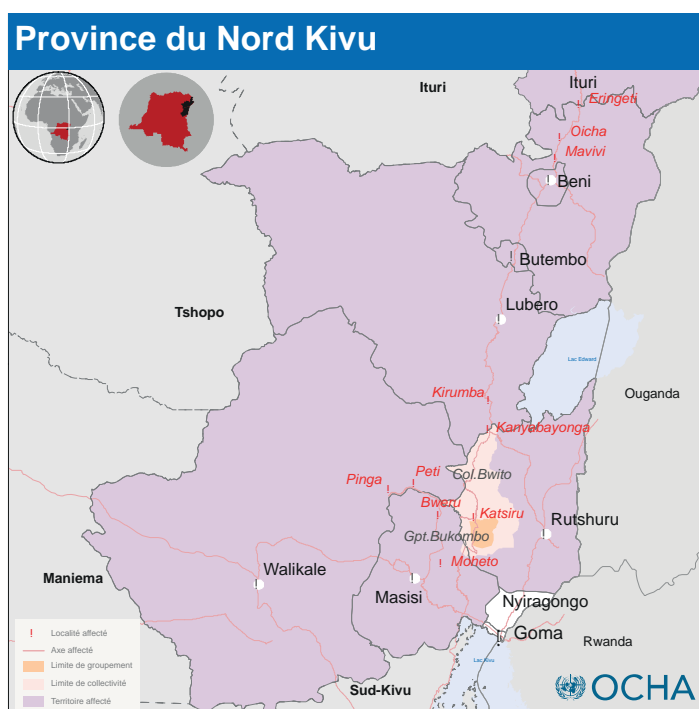 Province du Nord Kivu
Ituri
Ituri
Eringeti
Oicha
Mavivi
Beni
Butembo
Lubero
Tshopo
Lac Edward
Ouganda
Kirumba
Kanyabayonga
Col.Bwito
Peti
Pinga
Bweru
Katsiru
Rutshuru
Gpt.Bukombo
Moheto
Walikale
Maniema
Masisi
Nyiragongo
Goma
Rwanda
Lac Kivu
Sud-Kivu
! Localité affecté
Axe affecté
Limite de groupement
Limite de collectivité
Territoire affecté
OCHA